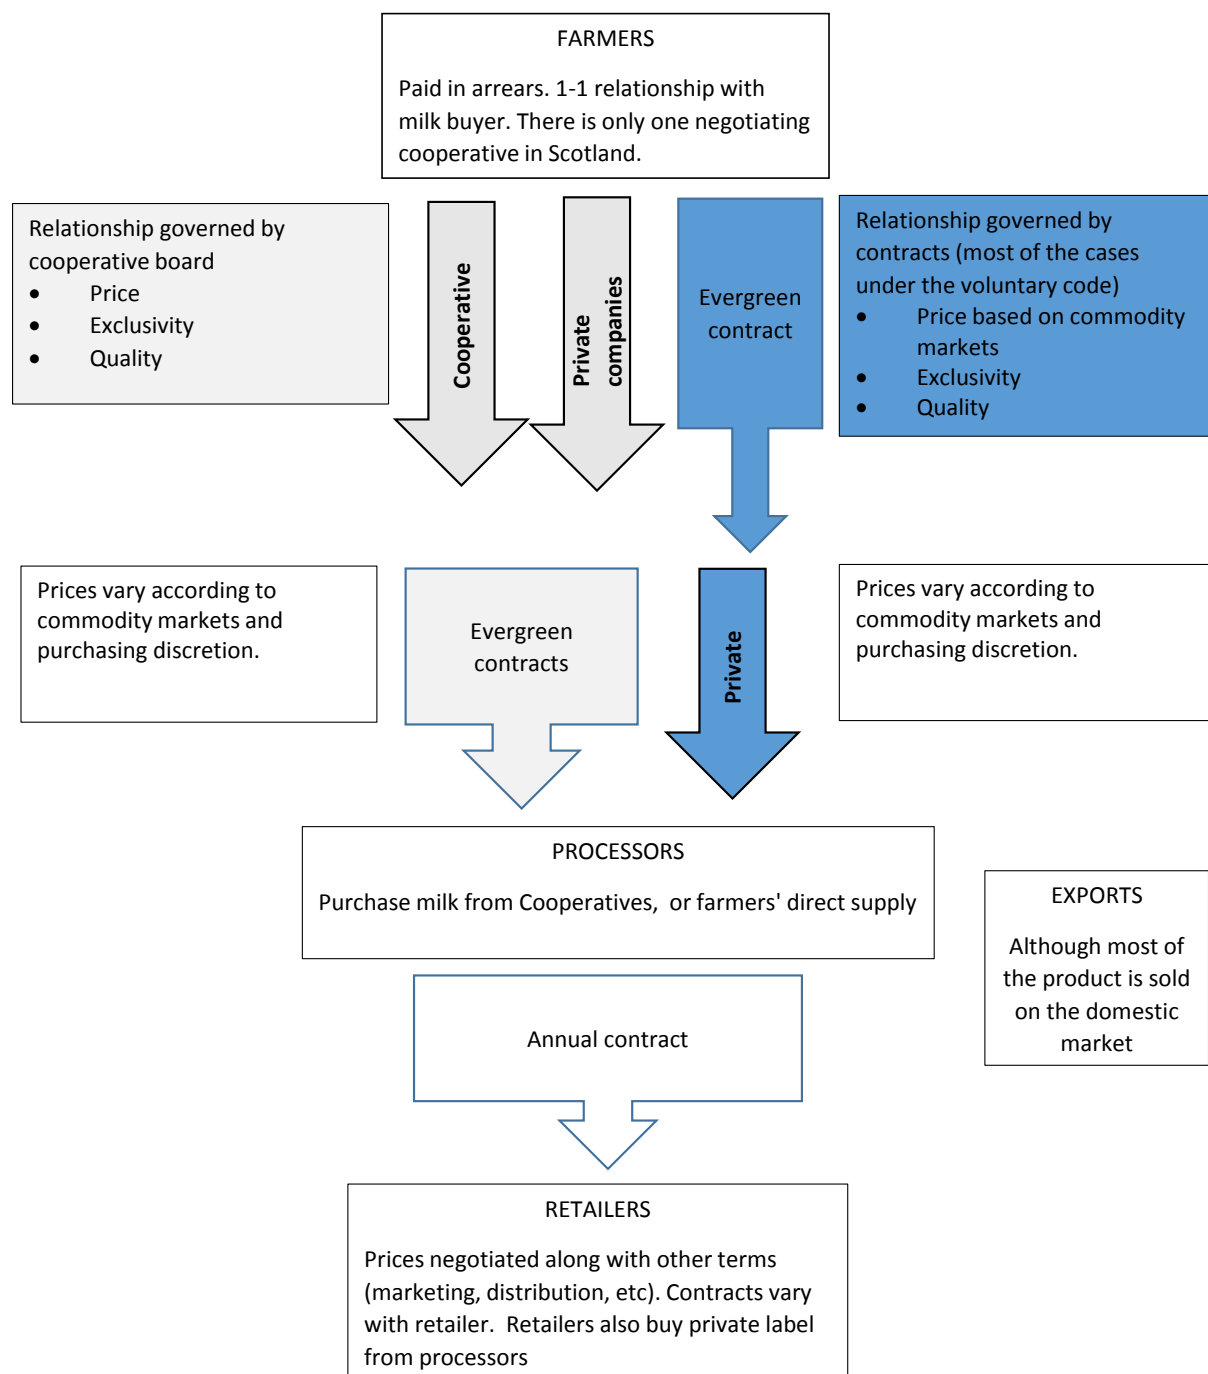 FARMERS
Paid in arrears. 1-1 relationship with
milk buyer. There is only one negotiating
cooperative in Scotland.
Relationship governed by
cooperative board
• Price
• Exclusivity
• Quality
Cooperative
Private
companies
Evergreen
contract
Relationship governed by
contracts (most of the cases
under the voluntary code)
• Price based on commodity
markets
• Exclusivity
• Quality
Prices vary according to
commodity markets and
purchasing discretion.
Evergreen
contracts
Private
Prices vary according to
commodity markets and
purchasing discretion.
PROCESSORS
Purchase milk from Cooperatives,  or farmers' direct supply
EXPORTS
Although most of
the product is sold
on the domestic
market
Annual contract
RETAILERS
Prices negotiated along with other terms
(marketing, distribution, etc). Contracts vary
with retailer.  Retailers also buy private label
from processors